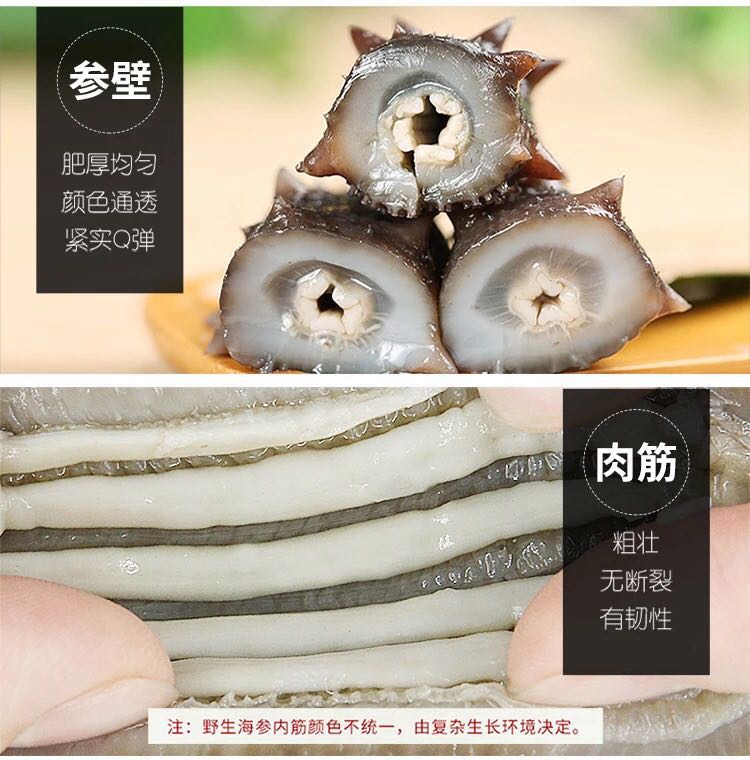 参壁
肥厚均匀
颜色通透
紧实Q弹
肉筋
粗壮
无断裂
有韧性
注：野生海参内筋颜色不统一，由复杂生长环境决定。